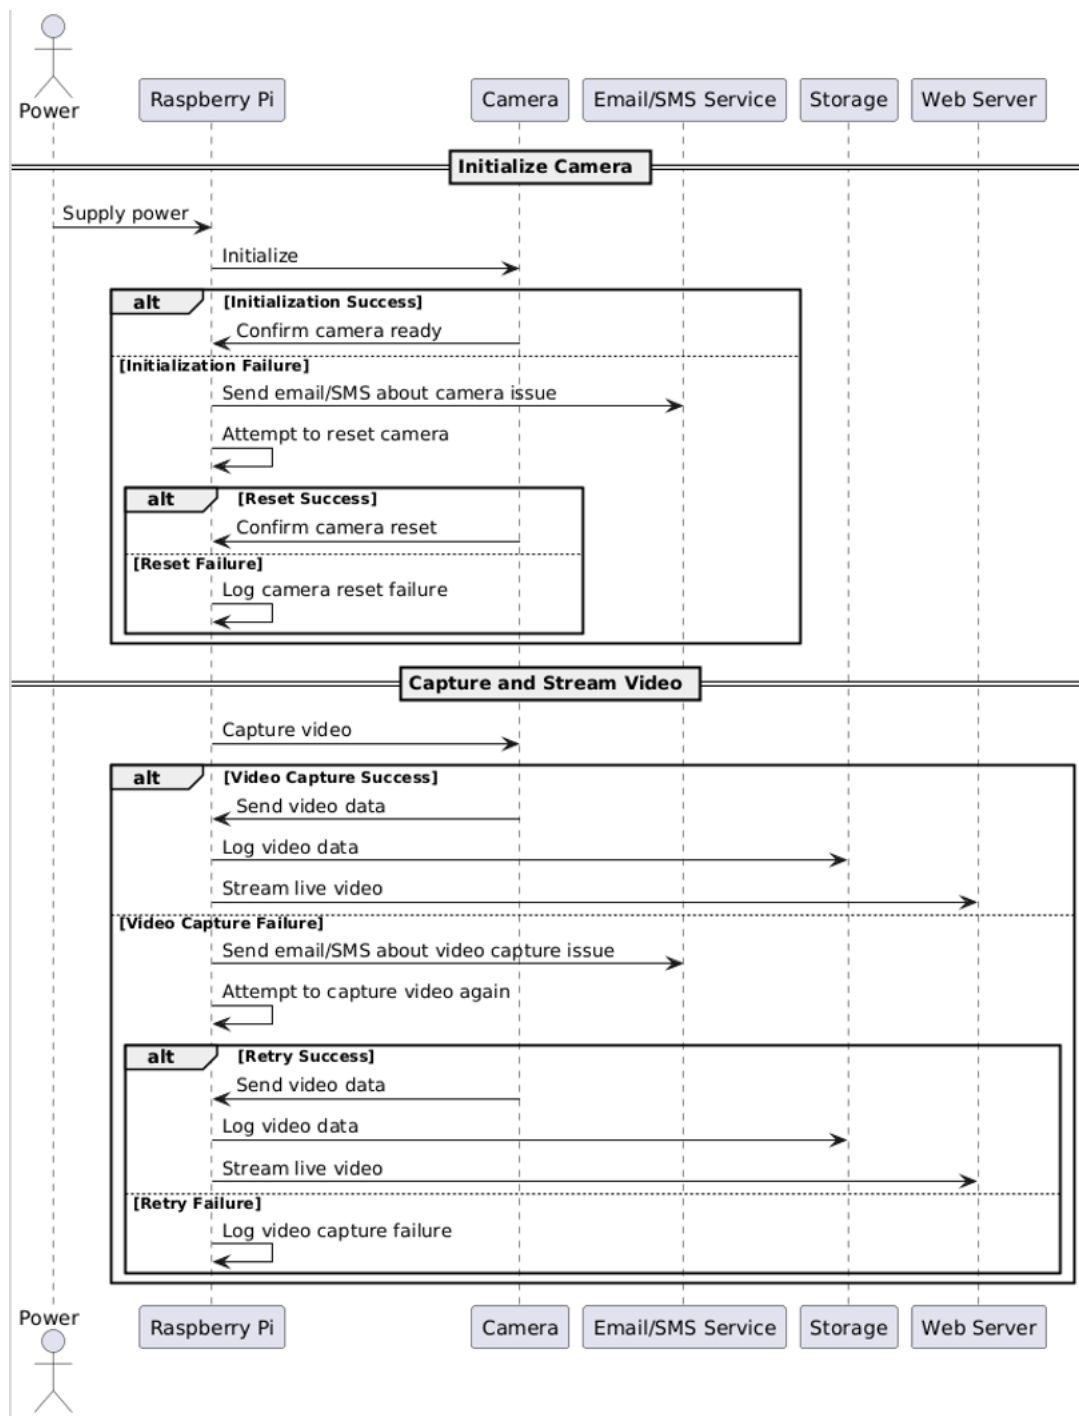 Power
Raspberry Pi
Camera
Email/SMS Service
Storage
Web Server
Initialize Camera
Supply power
Initialize
alt [Initialization Success]
Confirm camera ready
[Initialization Failure]
Send email/SMS about camera issue
Attempt to reset camera
alt [Reset Success]
Confirm camera reset
[Reset Failure]
Log camera reset failure
Capture and Stream Video
Capture video
alt [Video Capture Success]
Send video data
Log video data
Stream live video
[Video Capture Failure]
Send email/SMS about video capture issue
Attempt to capture video again
alt [Retry Success]
Send video data
Log video data
Stream live video
[Retry Failure]
Log video capture failure
Power
Raspberry Pi
Camera
Email/SMS Service
Storage
Web Server